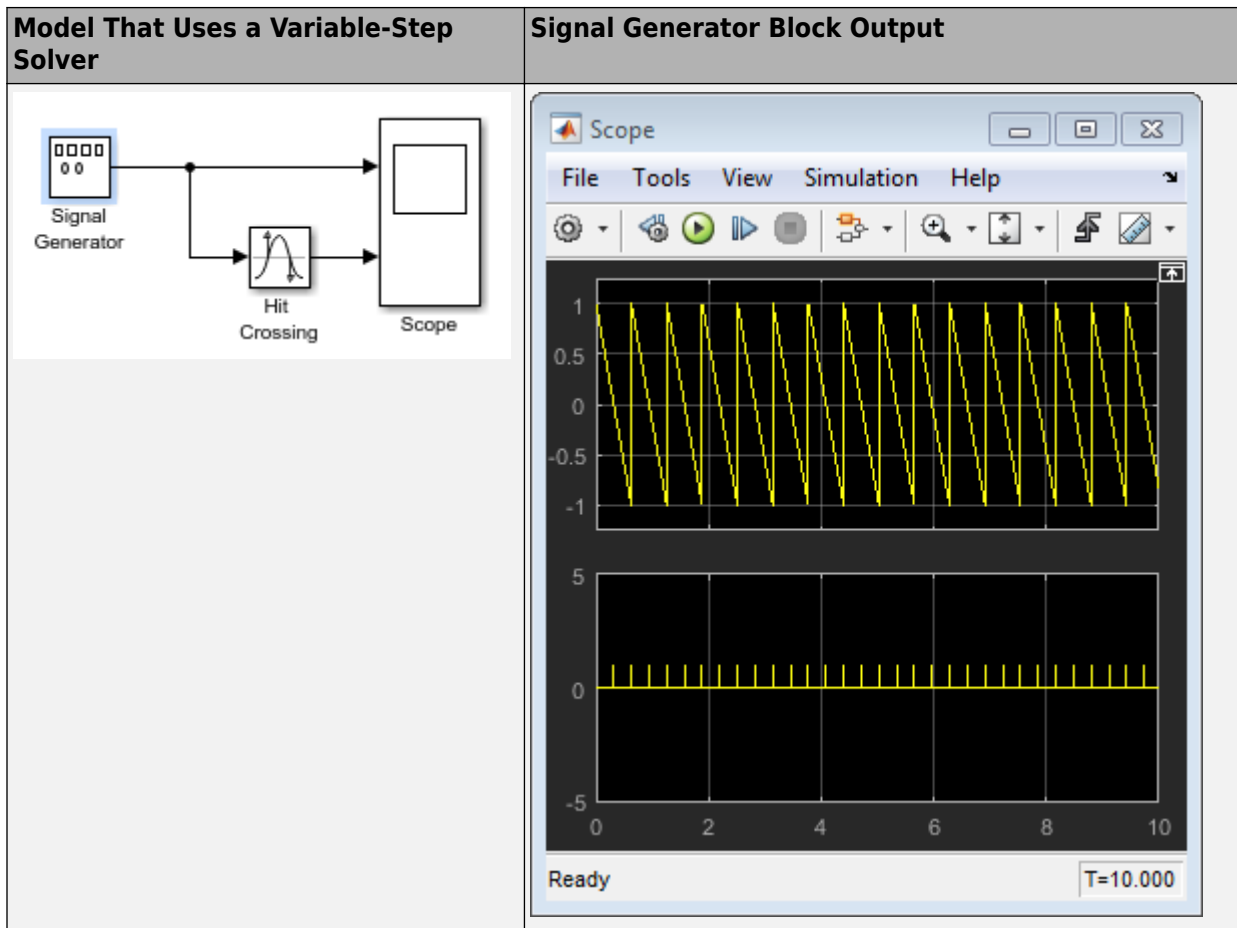 Model That Uses a Variable-Step
Solver
Signal Generator Block Output
Signal
Generator
Hit
Crossing
Scope
Scope
File Tools View Simulation Help
1
0.5
0
-0.5
-1
5
0
-5
0 2 4 6 8 10
Ready
T=10.000